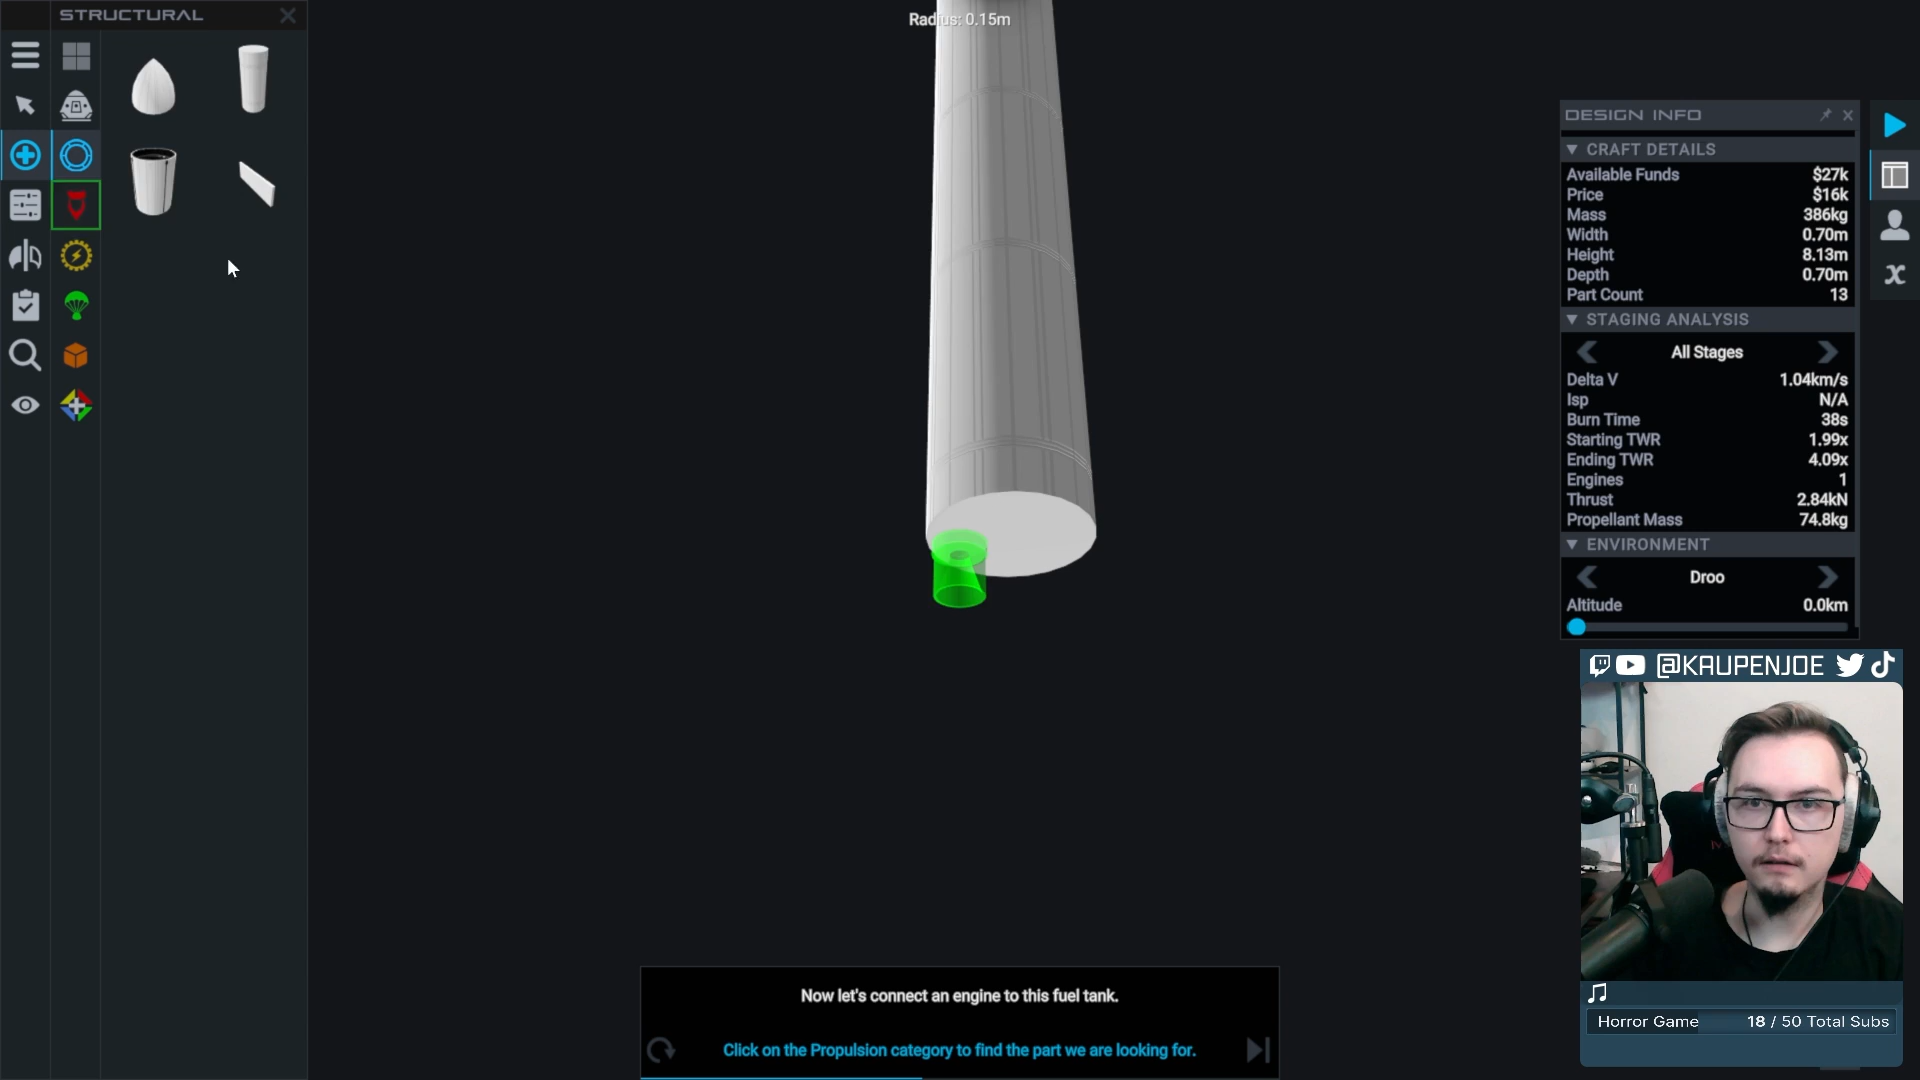 STRUCTURAL
Radius: 0.15m
DESIGN INFO
CRAFT DETAILS
Available Funds $27k
Price $16k
Mass 386kg
Width 0.70m
Height 8.13m
Depth 0.70m
Part Count 13
STAGING ANALYSIS
All Stages
Delta V 1.04km/s
Isp N/A
Burn Time 38s
Starting TWR 1.99x
Ending TWR 4.09x
Engines 1
Thrust 2.84kN
Propellant Mass 74.8kg
ENVIRONMENT
Droo
Altitude 0.0km
@KAUPENJOE
Horror Game 18 / 50 Total Subs
Now let's connect an engine to this fuel tank.
Click on the Propulsion category to find the part we are looking for.